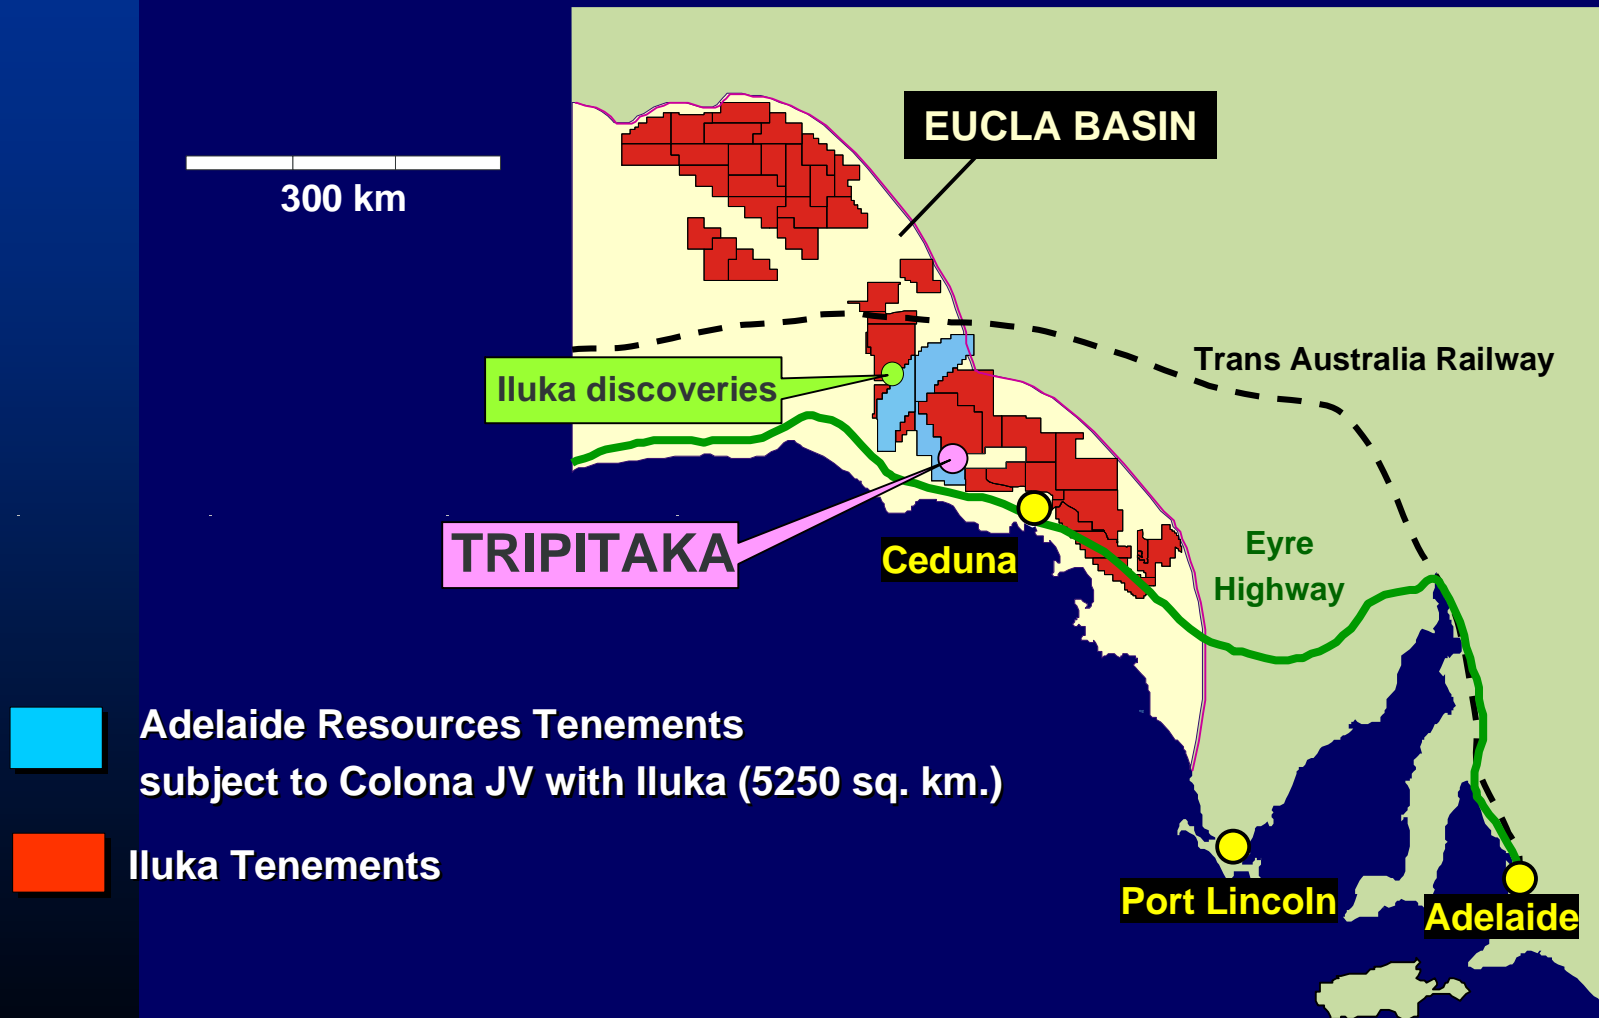 EUCLA BASIN
300 km
Trans Australia Railway
Iluka discoveries
TRIPITAKA
Ceduna
Eyre
Highway
Adelaide Resources Tenements
subject to Colona JV with Iluka (5250 sq. km.)
Iluka Tenements
Port Lincoln
Adelaide